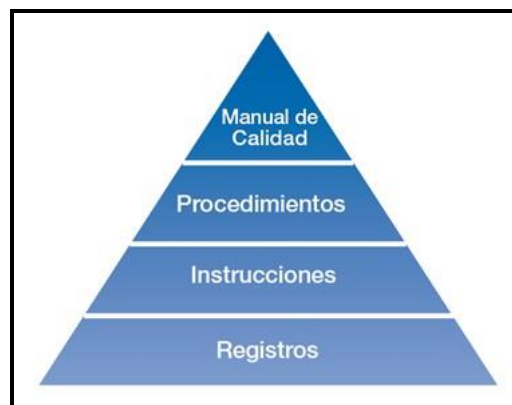 Manual de
Calidad
Procedimientos
Instrucciones
Registros